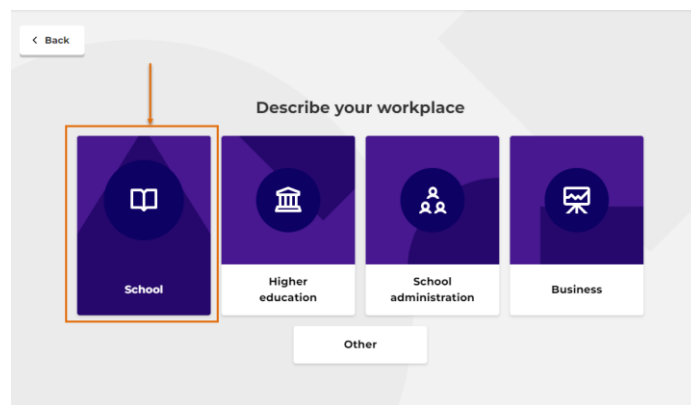 Back
Describe your workplace
School
Higher
education
School
administration
Business
Other